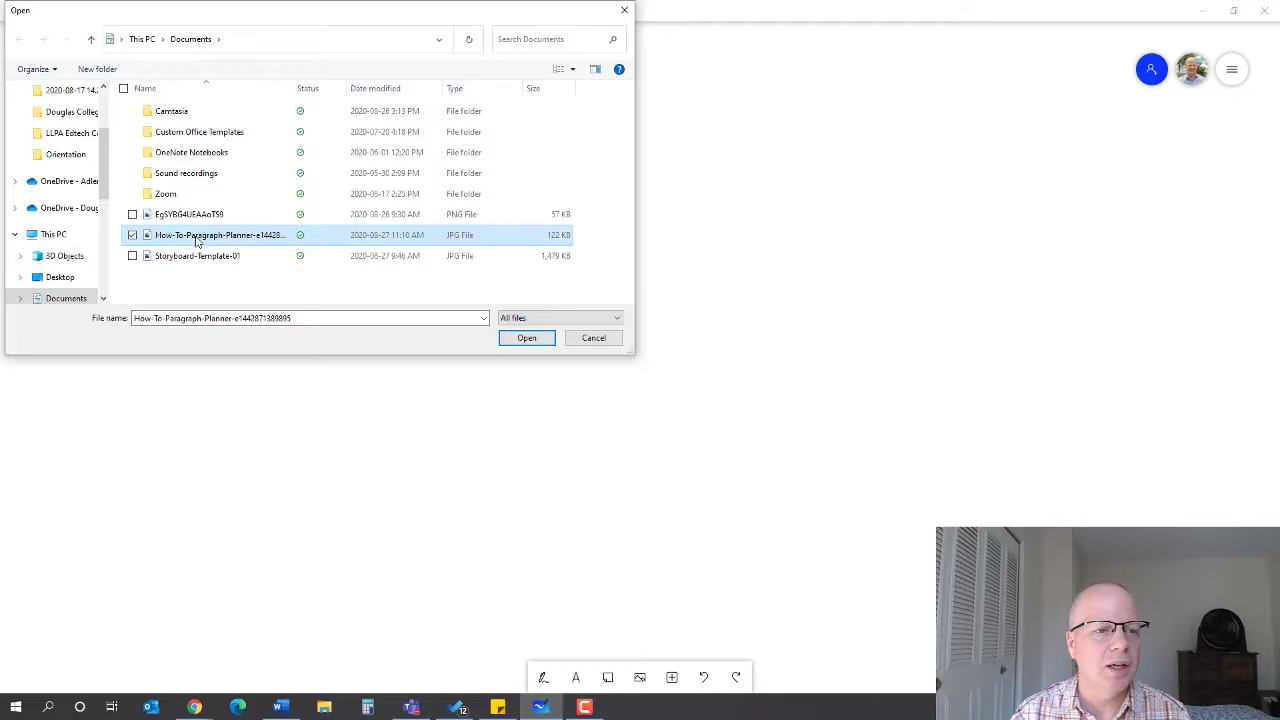 Open
This PC > Documents >
Search Documents
Organize
New folder
Name
Status
Date modified
Type
Size
2020-08-17 14.
Douglas Colleg
LLPA Edtech Co
Orientation
OneDrive - Adler
OneDrive - Doug
This PC
3D Objects
Desktop
Documents
Camtasia
2020-08-26 3:13 PM
File folder
Custom Office Templates
2020-07-20 4:18 PM
File folder
OneNote Notebooks
2020-06-01 12:20 PM
File folder
Sound recordings
2020-05-30 2:09 PM
File folder
Zoom
2020-08-17 2:25 PM
File folder
EgSYBG4UEAAoTS9
2020-08-26 9:30 AM
PNG File
57 KB
How-To-Paragraph-Planner-e14428...
2020-08-27 11:10 AM
JPG File
122 KB
Storyboard-Template-01
2020-08-27 9:46 AM
JPG File
1,479 KB
File name:
How-To-Paragraph-Planner-e1442871389895
All files
Open
Cancel
A
12